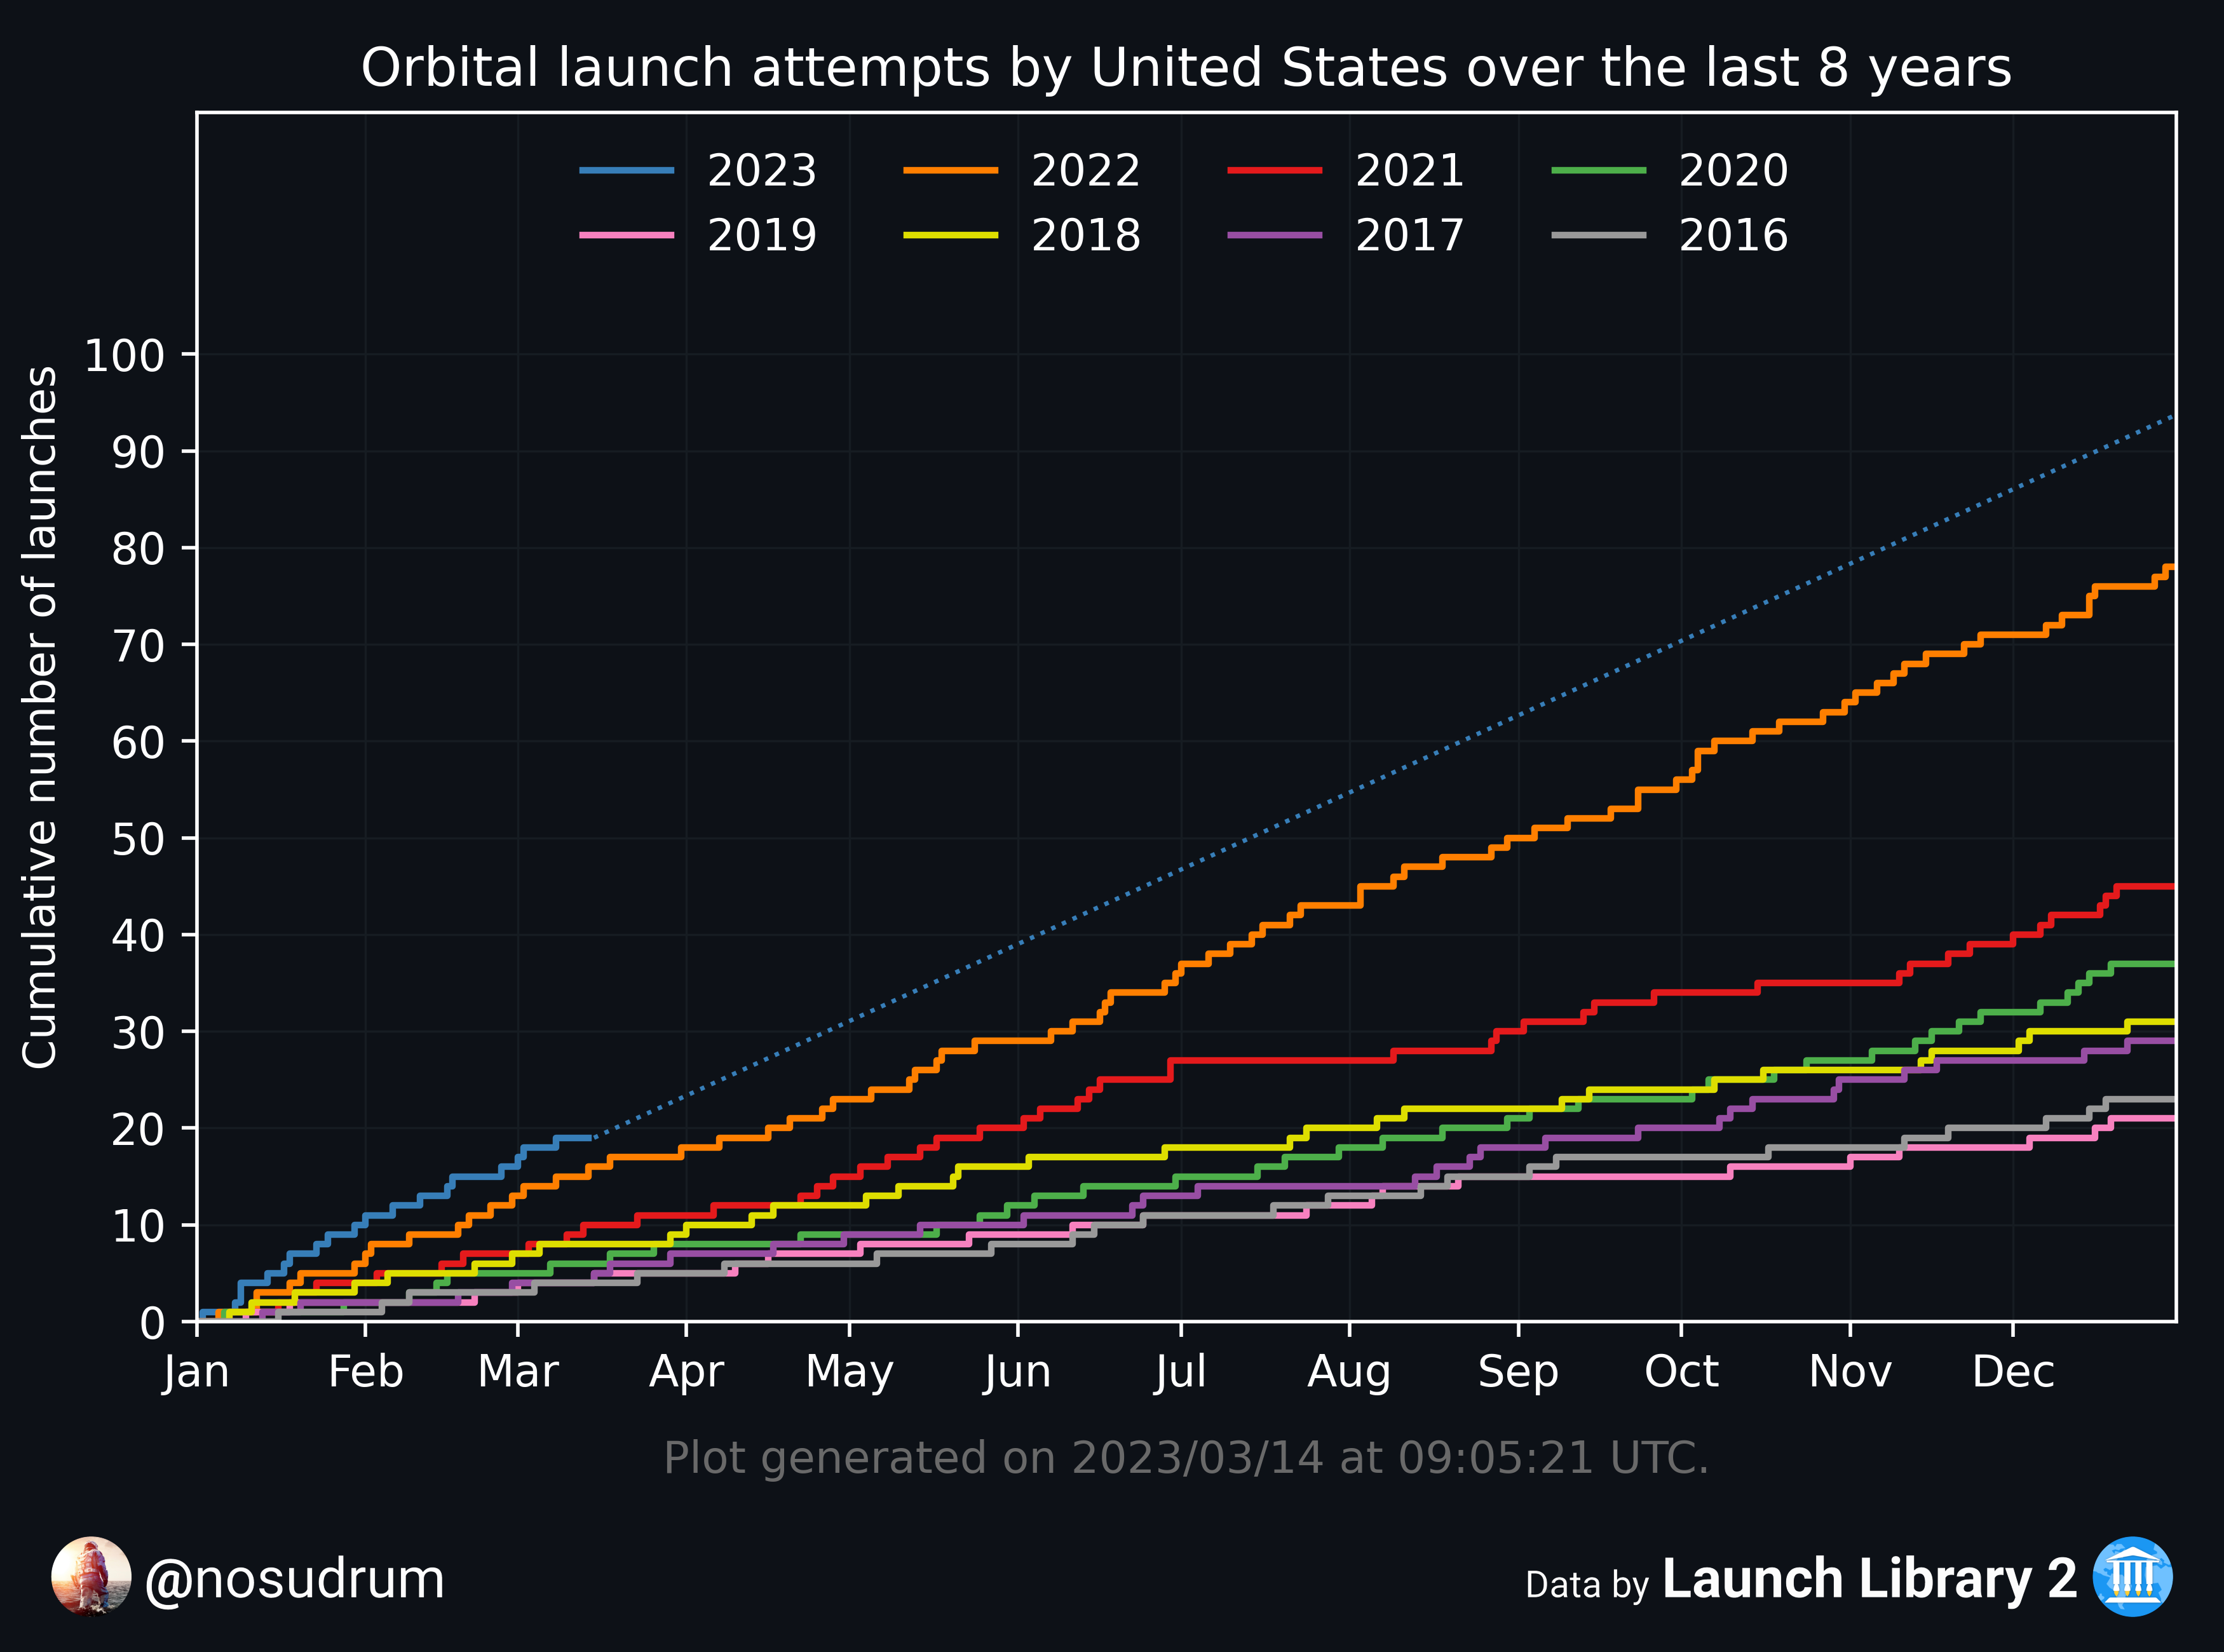 Orbital launch attempts by United States over the last 8 years
2023 2022 2021 2020
2019 2018 2017 2016
Cumulative number of launches
100
90
80
70
60
50
40
30
20
10
0
Jan Feb Mar Apr May Jun Jul Aug Sep Oct Nov Dec
Plot generated on 2023/03/14 at 09:05:21 UTC.
@nosudrum
Data by Launch Library 2